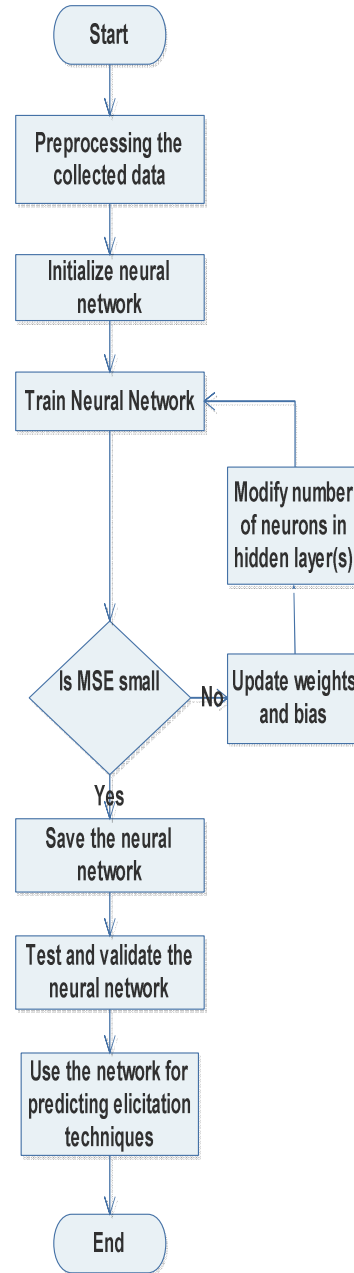 Start
Preprocessing the
collected data
Initialize neural
network
Train Neural Network
Modify number
of neurons in
hidden layer(s)
Is MSE small
No
Update weights
and bias
Yes
Save the neural
network
Test and validate the
neural network
Use the network for
predicting elicitation
techniques
End